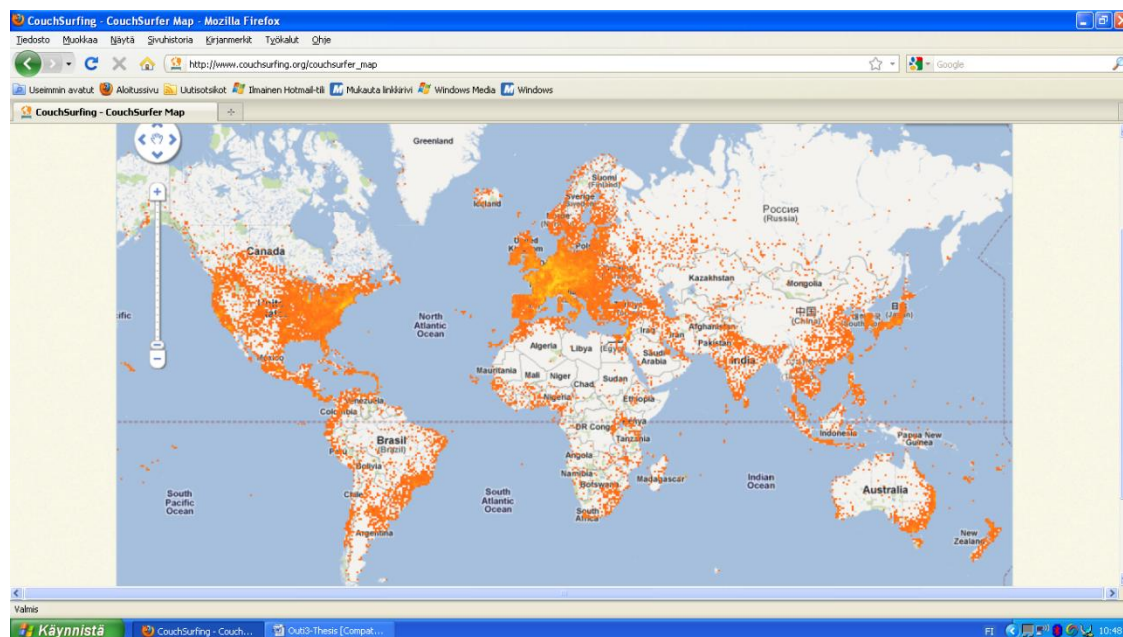 CouchSurfing - CouchSurfer Map - Mozilla Firefox
Tiedosto Muokkaa Näytä Sivuhistoria Kirjanmerkit Työkalut Ohje
http://www.couchsurfing.org/couchsurfer_map
Google
Useimmin avatut Aloitussivu Uutisotsikot Ilmainen Hotmail-tili Mukauta linkkirivi Windows Media Windows
CouchSurfing - CouchSurfer Map
Greenland
Suomi
(Finland)
Iceland
Sverige
Россия
(Russia)
Canada
Kazakhstan
Mongolia
North
Atlantic
Ocean
中国
(China)
Afghanistan
Iraq
Iran
Pakistan
Algeria
Libya
(Egypt)
Saudi
Arabia
India
México
Mauritania
Mali
Niger
Chad
Sudan
Nigeria
Ethiopia
Venezuela
Colombia
DR Congo
Kenya
Tanzania
Indonesia
Papua New
Guinea
Brasil
(Brazil)
Perú
Bolivia
Angola
Namibia
Botswana
Madagascar
Indian
Ocean
Australia
South
Pacific
Ocean
Chile
South
Atlantic
Ocean
South
Africa
Argentina
New
Zealand
Valmis
Käynnistä
CouchSurfing - Couch...
Outi3-Thesis [Compat...
FI
10:48